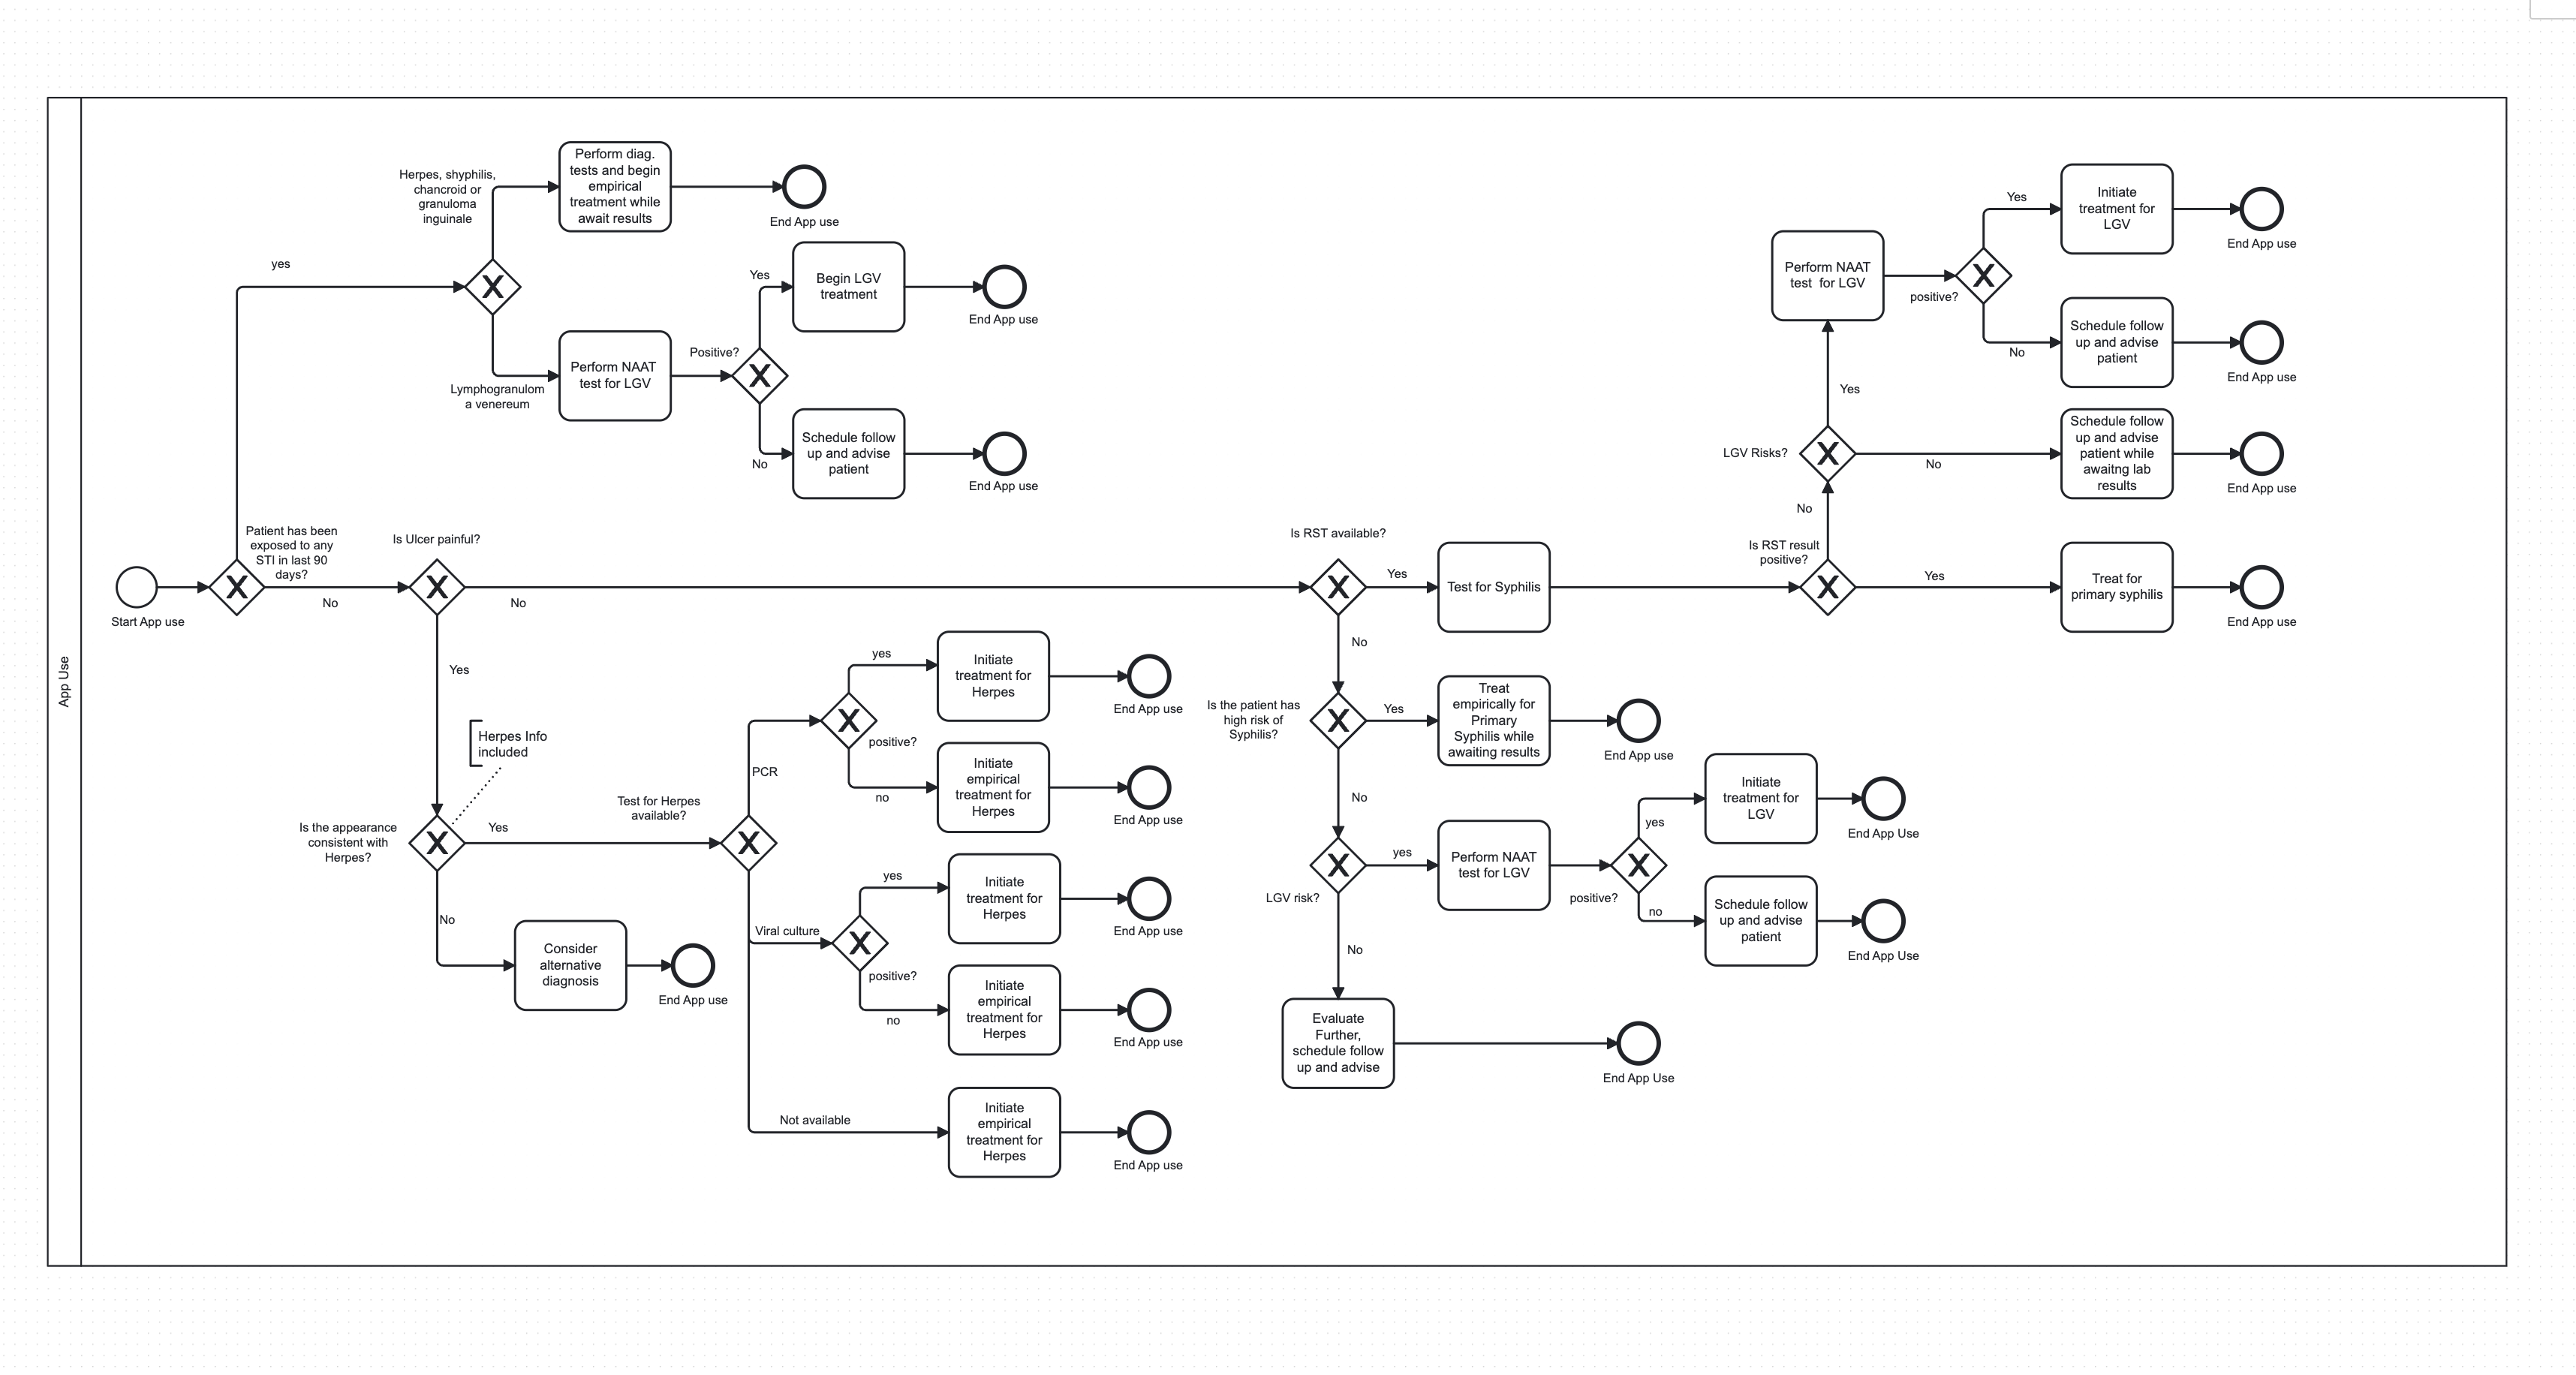 App Use
Start App use
yes
Patient has been
exposed to any
STI in last 90
days?
No
Herpes, shyphilis,
chancroid or
granuloma
inguinale
Perform diag.
tests and begin
empirical
treatment while
await results
End App use
Lymphogranulom
a venereum
Perform NAAT
test for LGV
Positive?
Yes
Begin LGV
treatment
End App use
No
Schedule follow
up and advise
patient
End App use
Is Ulcer painful?
No
Yes
Herpes Info
included
Is the appearance
consistent with
Herpes?
Yes
No
Consider
alternative
diagnosis
End App use
Test for Herpes
available?
PCR
positive?
yes
Initiate
treatment for
Herpes
End App use
no
Initiate
empirical
treatment for
Herpes
End App use
Viral culture
positive?
yes
Initiate
treatment for
Herpes
End App use
no
Initiate
empirical
treatment for
Herpes
End App use
Not available
Initiate
empirical
treatment for
Herpes
End App use
Is RST available?
Yes
Test for Syphilis
Is RST result
positive?
Yes
Treat for
primary syphilis
End App use
No
LGV Risks?
No
Schedule follow
up and advise
patient while
awaitng lab
results
End App use
Yes
Perform NAAT
test for LGV
positive?
Yes
Initiate
treatment for
LGV
End App use
No
Schedule follow
up and advise
patient
End App use
No
Is the patient has
high risk of
Syphilis?
Yes
Treat
empirically for
Primary
Syphilis while
awaiting results
End App use
No
LGV risk?
yes
Perform NAAT
test for LGV
positive?
yes
Initiate
treatment for
LGV
End App Use
no
Schedule follow
up and advise
patient
End App Use
No
Evaluate
Further,
schedule follow
up and advise
End App Use